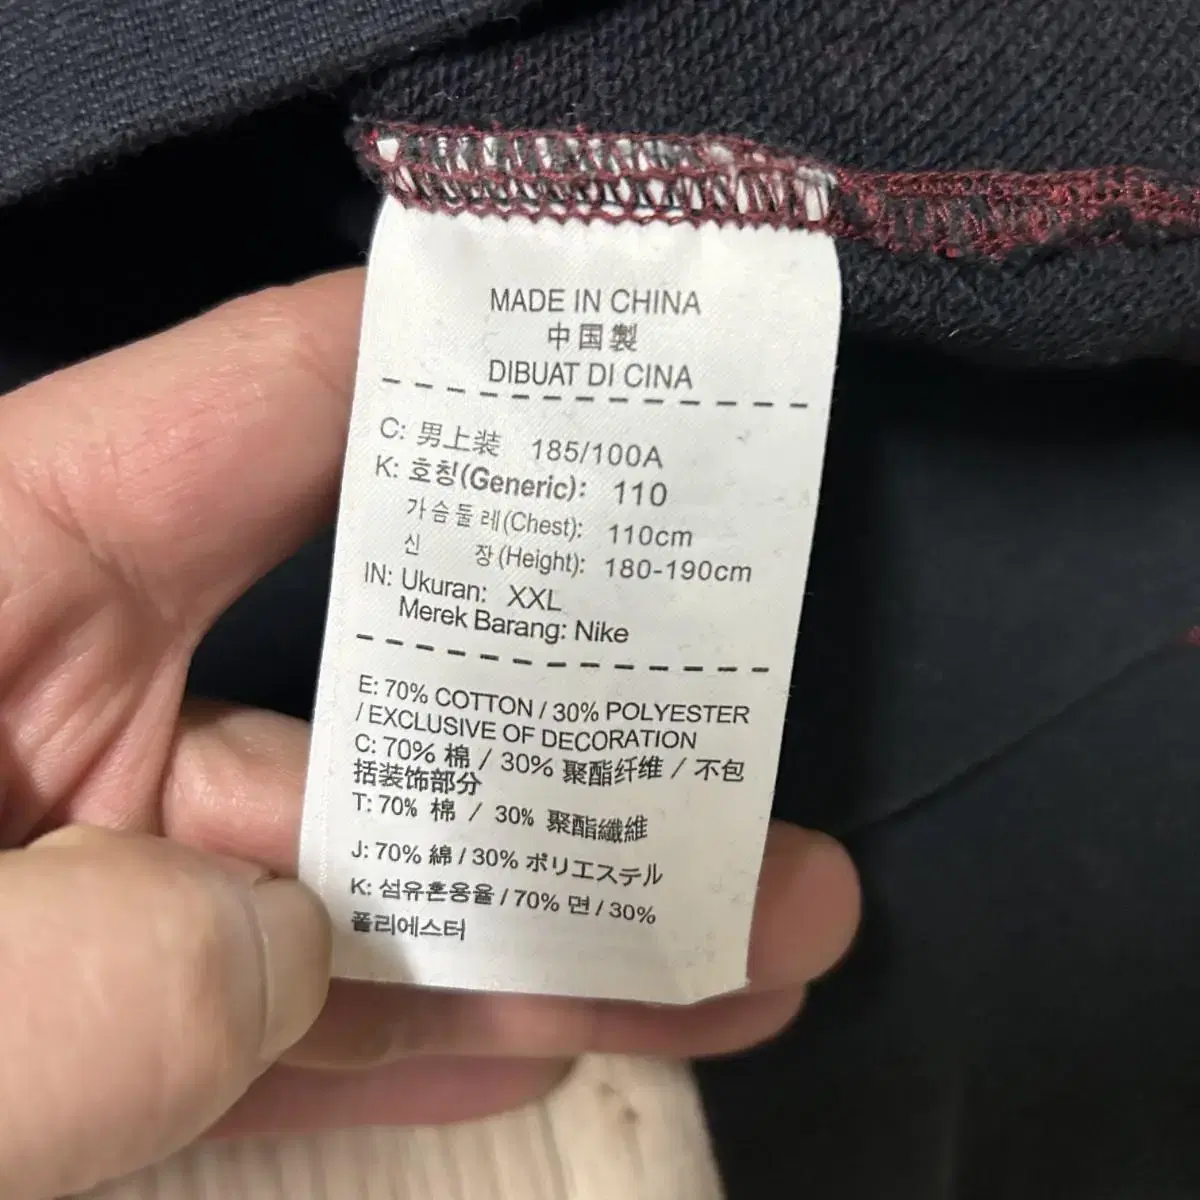 MADE IN CHINA
中国製
DIBUAT DI CINA
C: 男上装 185/100A
K: 호칭(Generic): 110
가슴둘레(Chest): 110cm
신 장(Height): 180-190cm
IN: Ukuran: XXL
Merek Barang: Nike
E: 70% COTTON / 30% POLYESTER
/ EXCLUSIVE OF DECORATION
C: 70% 棉 / 30% 聚酯纤维 / 不包
括装饰部分
T: 70% 棉 / 30% 聚酯纖維
J: 70% 綿 / 30% ポリエステル
K: 섬유혼용율 / 70% 면 / 30%
폴리에스터